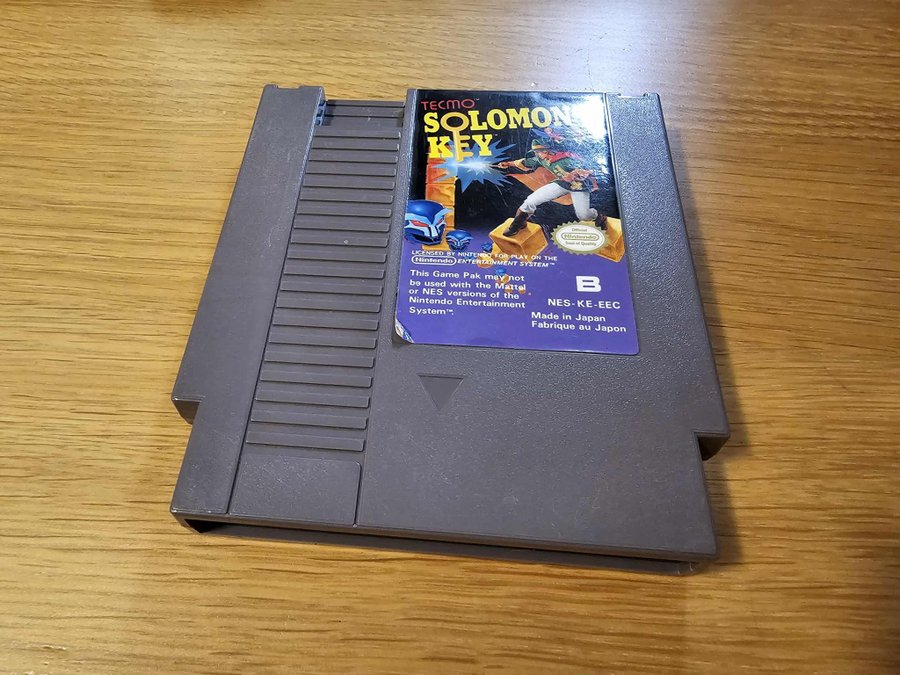 TECMO
SOLOMON'S
KEY
Official
Nintendo
Seal of Quality
LICENSED BY NINTENDO FOR PLAY ON THE
Nintendo ENTERTAINMENT SYSTEM™
This Game Pak may not
be used with the Mattel
or NES versions of the
Nintendo Entertainment
System™.
B
NES-KE-EEC
Made in Japan
Fabrique au Japon